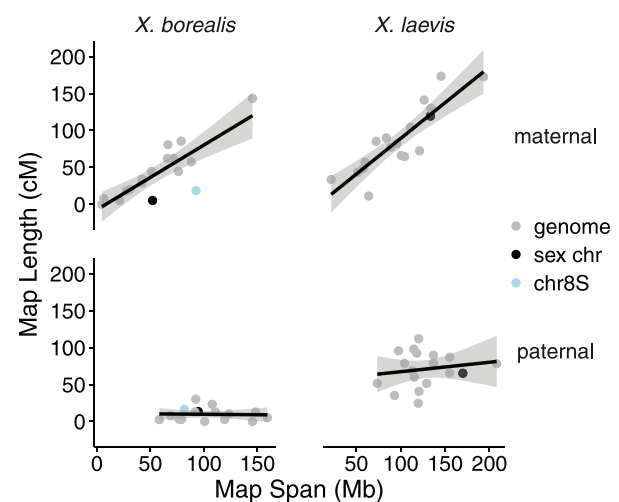 X. borealis X. laevis
200
150
100
50
0
maternal
genome
sex chr
chr8S
Map Length (cM)
200
150
100
50
0
paternal
0 50 100 150 50 100 150 200
Map Span (Mb)